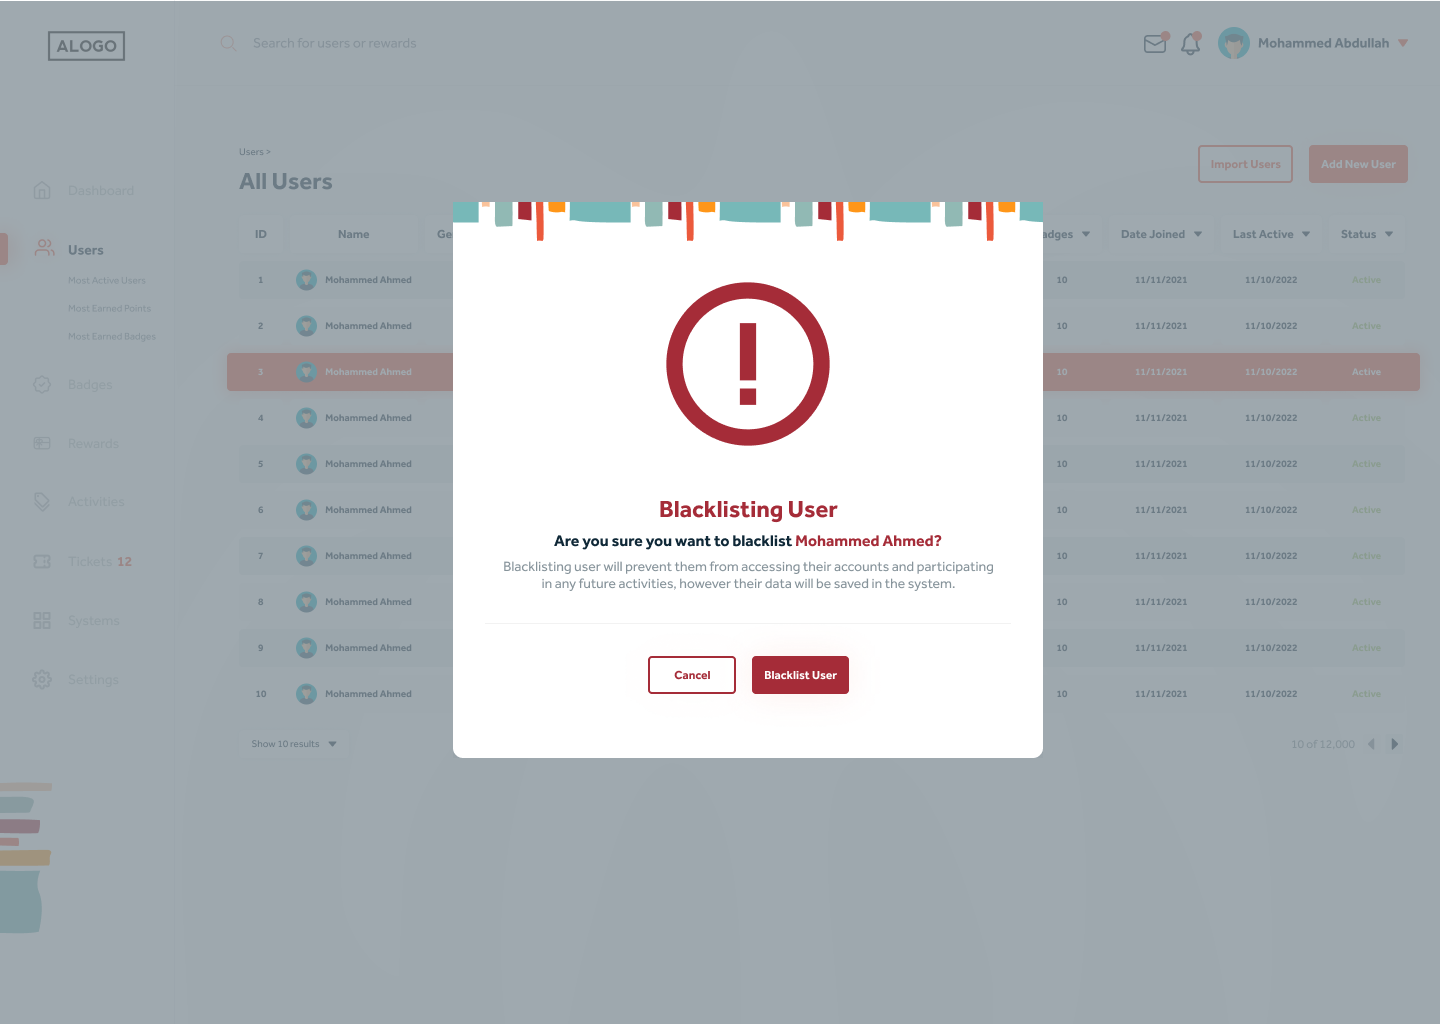 ALOGO
Search for users or rewards
Mohammed Abdullah
Users >
All Users
Import Users
Add New User
Dashboard
Users
Most Active Users
Most Earned Points
Most Earned Badges
Badges
Rewards
Activities
Tickets 12
Systems
Settings
ID Name Ge adges Date Joined Last Active Status
1 Mohammed Ahmed 10 11/11/2021 11/10/2022 Active
2 Mohammed Ahmed 10 11/11/2021 11/10/2022 Active
3 Mohammed Ahmed 10 11/11/2021 11/10/2022 Active
4 Mohammed Ahmed 10 11/11/2021 11/10/2022 Active
5 Mohammed Ahmed 10 11/11/2021 11/10/2022 Active
6 Mohammed Ahmed 10 11/11/2021 11/10/2022 Active
7 Mohammed Ahmed 10 11/11/2021 11/10/2022 Active
8 Mohammed Ahmed 10 11/11/2021 11/10/2022 Active
9 Mohammed Ahmed 10 11/11/2021 11/10/2022 Active
10 Mohammed Ahmed 10 11/11/2021 11/10/2022 Active
Show 10 results
10 of 12,000
Blacklisting User
Are you sure you want to blacklist Mohammed Ahmed?
Blacklisting user will prevent them from accessing their accounts and participating
in any future activities, however their data will be saved in the system.
Cancel
Blacklist User